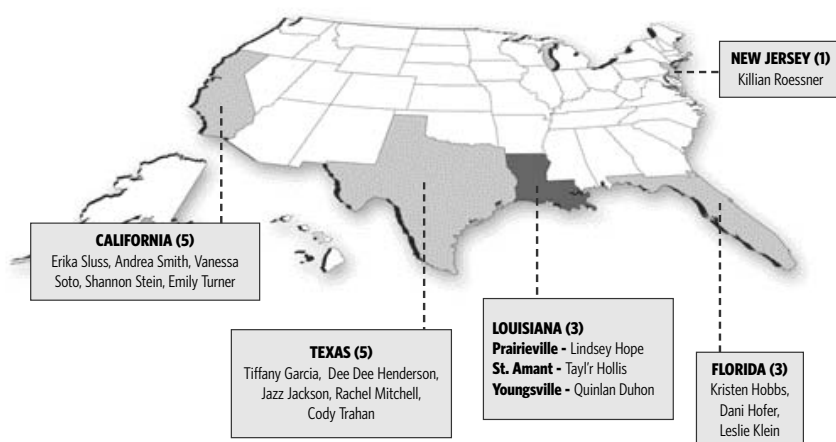 NEW JERSEY (1)
Killian Roessner
CALIFORNIA (5)
Erika Sluss, Andrea Smith, Vanessa
Soto, Shannon Stein, Emily Turner
TEXAS (5)
Tiffany Garcia, Dee Dee Henderson,
Jazz Jackson, Rachel Mitchell,
Cody Trahan
LOUISIANA (3)
Prairieville - Lindsey Hope
St. Amant - Tayl'r Hollis
Youngsville - Quinlan Duhon
FLORIDA (3)
Kristen Hobbs,
Dani Hofer,
Leslie Klein